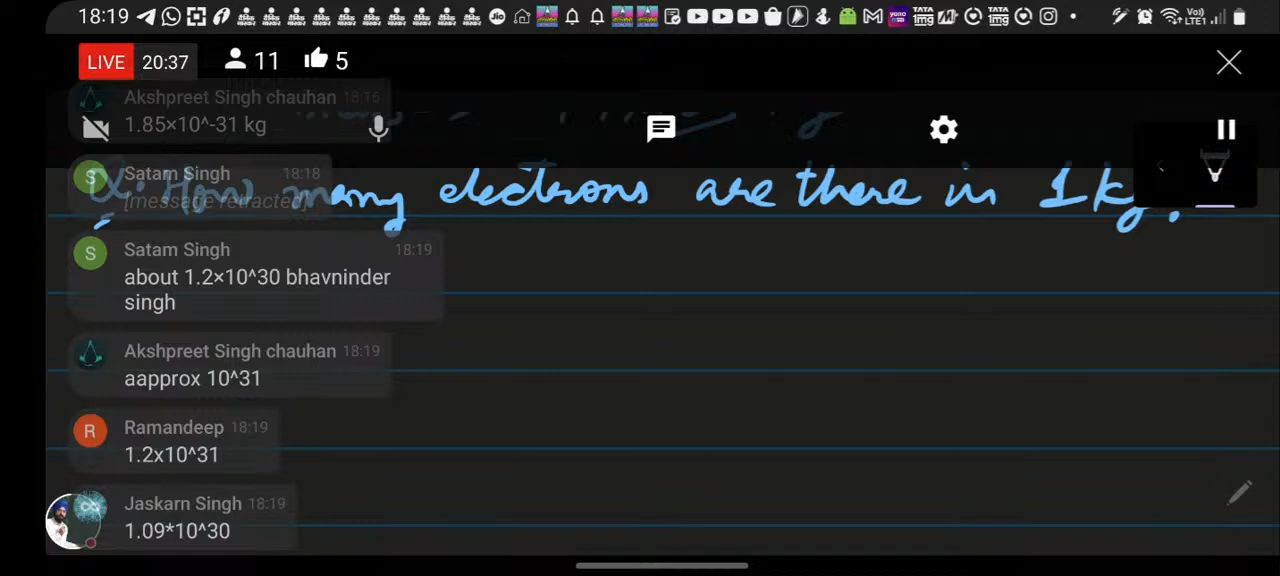 18:19
LIVE 20:37 11 5
Akshpreet Singh chauhan 18:16
1.85×10^-31 kg
Q. How many electrons are there in 1 kg.
Satam Singh 18:18
[message retracted]
Satam Singh 18:19
about 1.2×10^30 bhavninder
singh
Akshpreet Singh chauhan 18:19
aapprox 10^31
Ramandeep 18:19
1.2x10^31
Jaskarn Singh 18:19
1.09*10^30